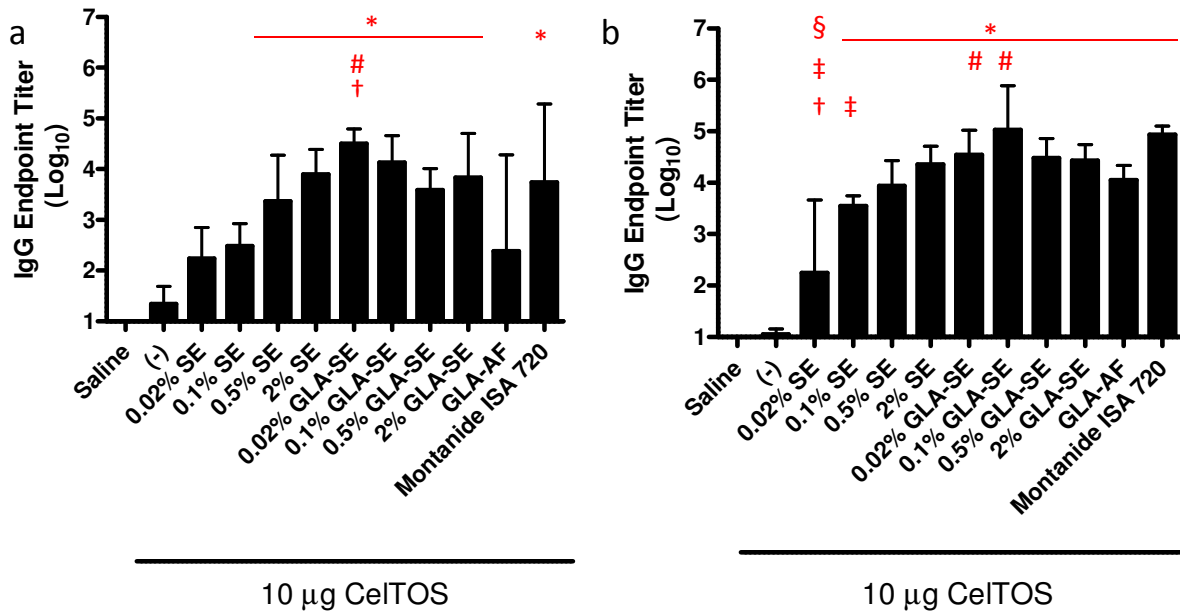 a
IgG Endpoint Titer
(Log10)
7
6
5
4
3
2
1
*
*
#
†
Saline
(-)
0.02% SE
0.1% SE
0.5% SE
2% SE
0.02% GLA-SE
0.1% GLA-SE
0.5% GLA-SE
2% GLA-SE
GLA-AF
Montanide ISA 720
10 µg CelTOS
b
IgG Endpoint Titer
(Log10)
7
6
5
4
3
2
1
§
*
‡
# #
† ‡
Saline
(-)
0.02% SE
0.1% SE
0.5% SE
2% SE
0.02% GLA-SE
0.1% GLA-SE
0.5% GLA-SE
2% GLA-SE
GLA-AF
Montanide ISA 720
10 µg CelTOS